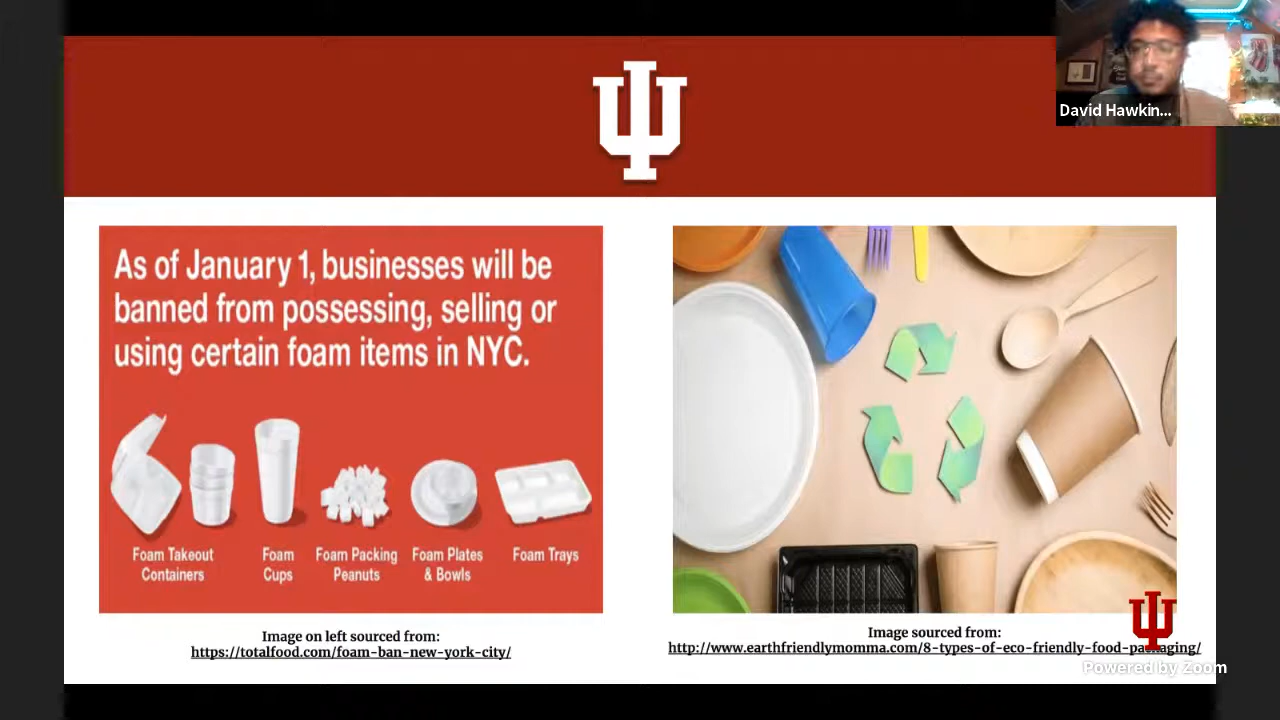 David Hawkin...
As of January 1, businesses will be
banned from possessing, selling or
using certain foam items in NYC.
Foam Takeout
Containers
Foam
Cups
Foam Packing
Peanuts
Foam Plates
& Bowls
Foam Trays
Image on left sourced from:
https://totalfood.com/foam-ban-new-york-city/
Image sourced from:
http://www.earthfriendlymomma.com/8-types-of-eco-friendly-food-packaging/
Powered by Zoom